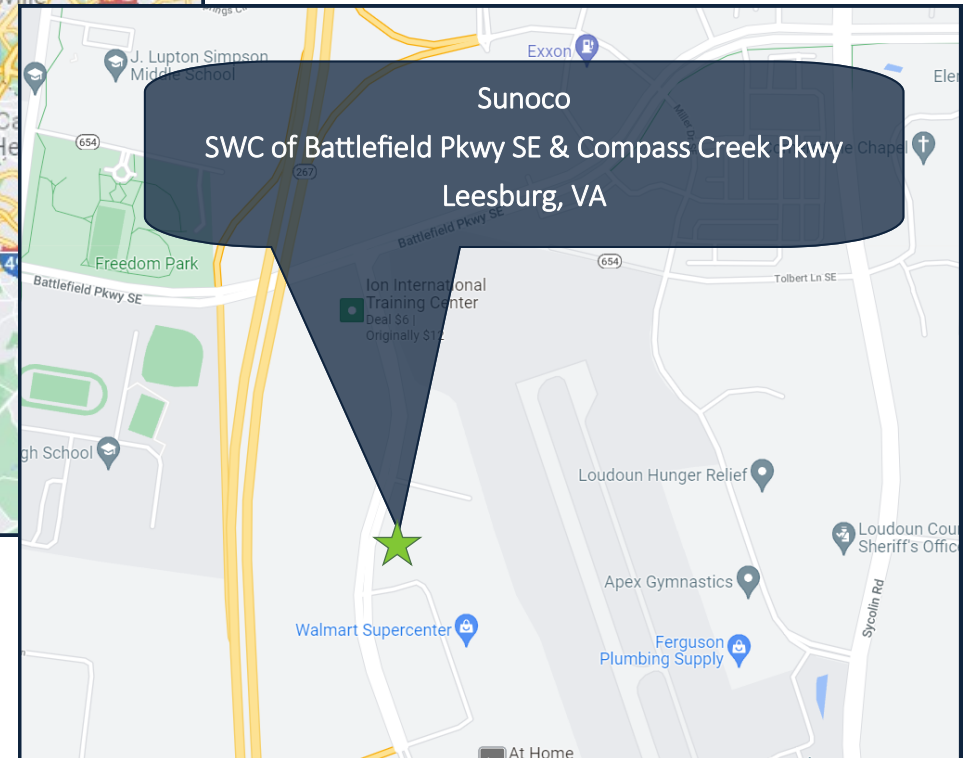 J. Lupton Simpson
Middle School
Exxon
654
Sunoco
SWC of Battlefield Pkwy SE & Compass Creek Pkwy
Leesburg, VA
267
Chapel
Battlefield Pkwy SE
Freedom Park
654
Tolbert Ln SE
Battlefield Pkwy SE
Ion International
Training Center
Deal $6 |
Originally $12
gh School
Loudoun Hunger Relief
Loudoun Cou
Sheriff's Offic
Apex Gymnastics
Sycolin Rd
Walmart Supercenter
Ferguson
Plumbing Supply
At Home